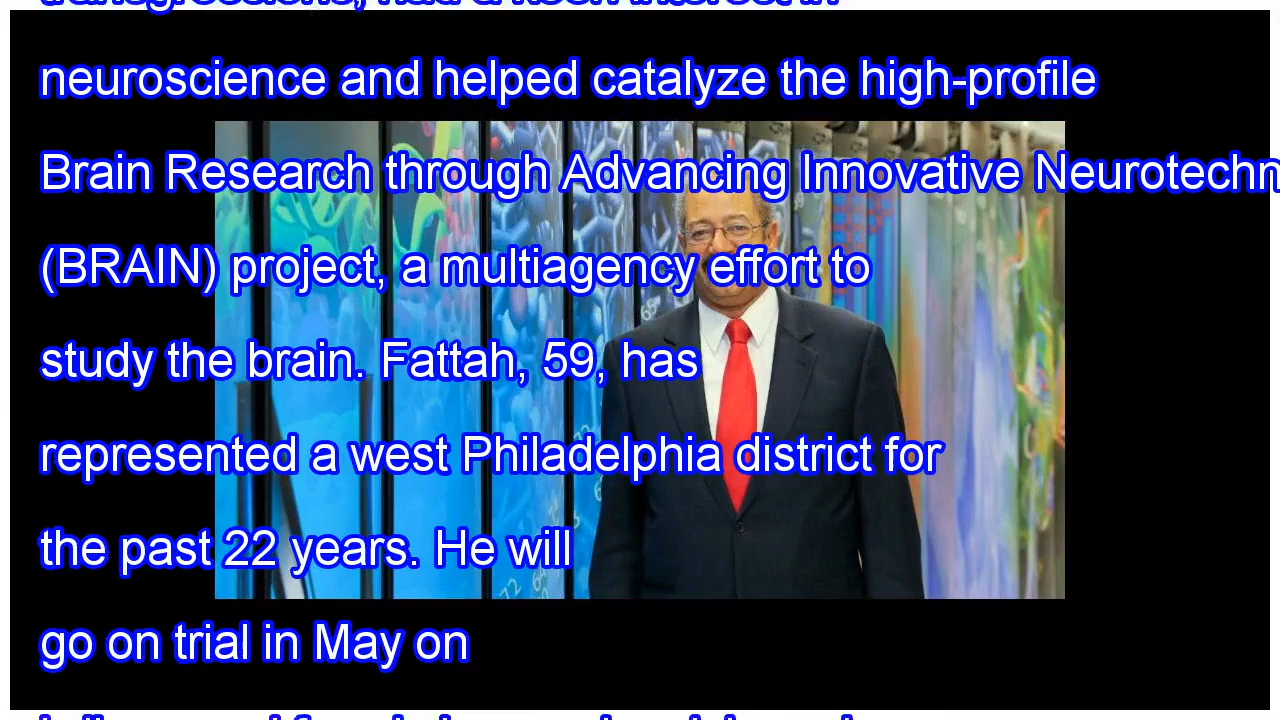 neuroscience and helped catalyze the high-profile
Brain Research through Advancing Innovative
(BRAIN) project, a multiagency effort to
study the brain. Fattah, 59, has
represented a west Philadelphia district for
the past 22 years. He will
go on trial in May on